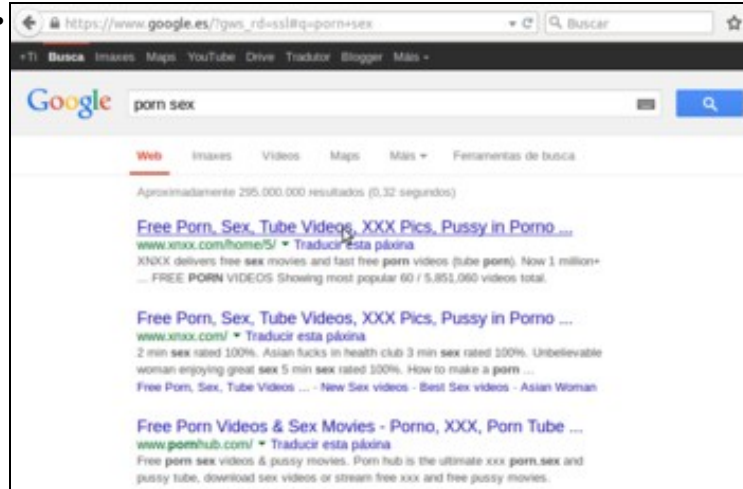 https://www.google.es/?gws_rd=ssl#q=porn+sex
Buscar
+Ti Busca Imaxes Maps YouTube Drive Tradutor Blogger Máis
Google porn sex
Web Imaxes Vídeos Maps Máis Ferramentas de busca
Aproximadamente 295.000.000 resultados (0,32 segundos)
Free Porn, Sex, Tube Videos, XXX Pics, Pussy in Porno ...
www.xnxx.com/home/5/ Traducir esta páxina
XNXX delivers free sex movies and fast free porn videos (tube porn). Now 1 million+
... FREE PORN VIDEOS Showing most popular 60 / 5.851,060 videos total.
Free Porn, Sex, Tube Videos, XXX Pics, Pussy in Porno ...
www.xnxx.com/ Traducir esta páxina
2 min sex rated 100%. Asian fucks in health club 3 min sex rated 100%. Unbelievable
woman enjoying great sex 5 min sex rated 100%. How to make a porn ...
Free Porn, Sex, Tube Videos ... - New Sex videos - Best Sex videos - Asian Woman
Free Porn Videos & Sex Movies - Porno, XXX, Porn Tube ...
www.pornhub.com/ Traducir esta páxina
Free porn sex videos & pussy movies. Porn hub is the ultimate xxx porn,sex and
pussy tube, download sex videos or stream free xxx and free pussy movies.